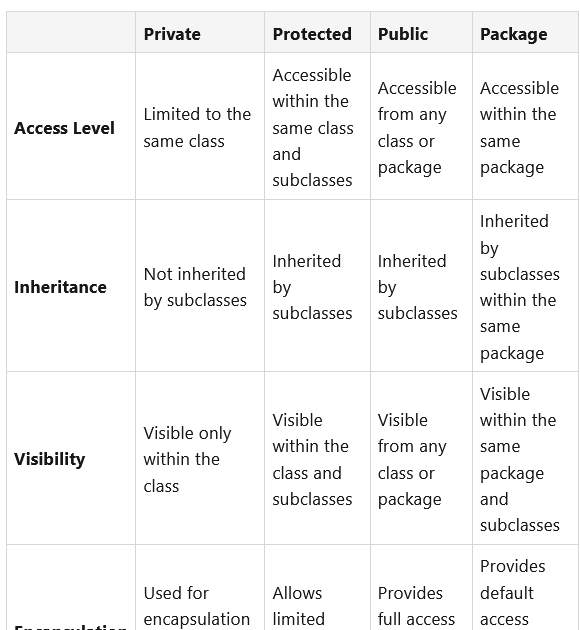 Private Protected Public Package
Access Level
Limited to the
same class
Accessible
within the
same class
and
subclasses
Accessible
from any
class or
package
Accessible
within the
same
package
Inheritance
Not inherited
by subclasses
Inherited
by
subclasses
Inherited
by
subclasses
Inherited
by
subclasses
within the
same
package
Visibility
Visible only
within the
class
Visible
within the
class and
subclasses
Visible
from any
class or
package
Visible
within the
same
package
and
subclasses
Encapsulation
Used for
encapsulation
Allows
limited
Provides
full access
Provides
default
access